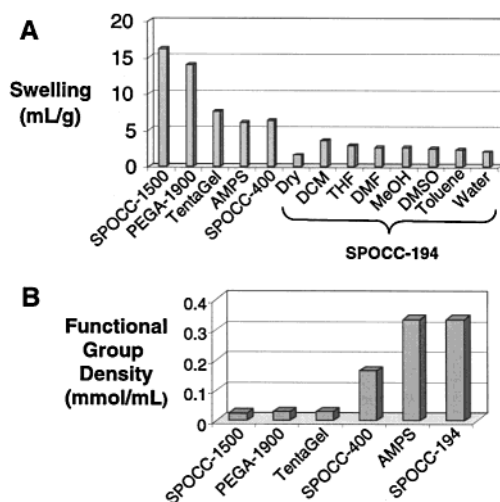 A
Swelling
(mL/g)
20
15
10
5
0
SPOCC-1500
PEGA-1900
TentaGel
AMPS
SPOCC-400
Dry
DCM
THF
DMF
MeOH
DMSO
Toluene
Water
SPOCC-194
B
Functional
Group
Density
(mmol/mL)
0.4
0.3
0.2
0.1
0
SPOCC-1500
PEGA-1900
TentaGel
SPOCC-400
AMPS
SPOCC-194